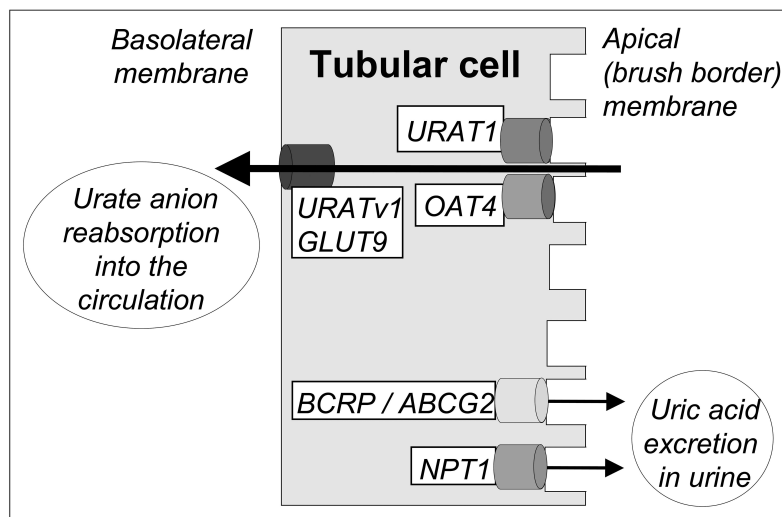 Basolateral
membrane
Tubular cell
Apical
(brush border)
membrane
URAT1
Urate anion
reabsorption
into the
circulation
URATv1
GLUT9
OAT4
BCRP / ABCG2
NPT1
Uric acid
excretion
in urine